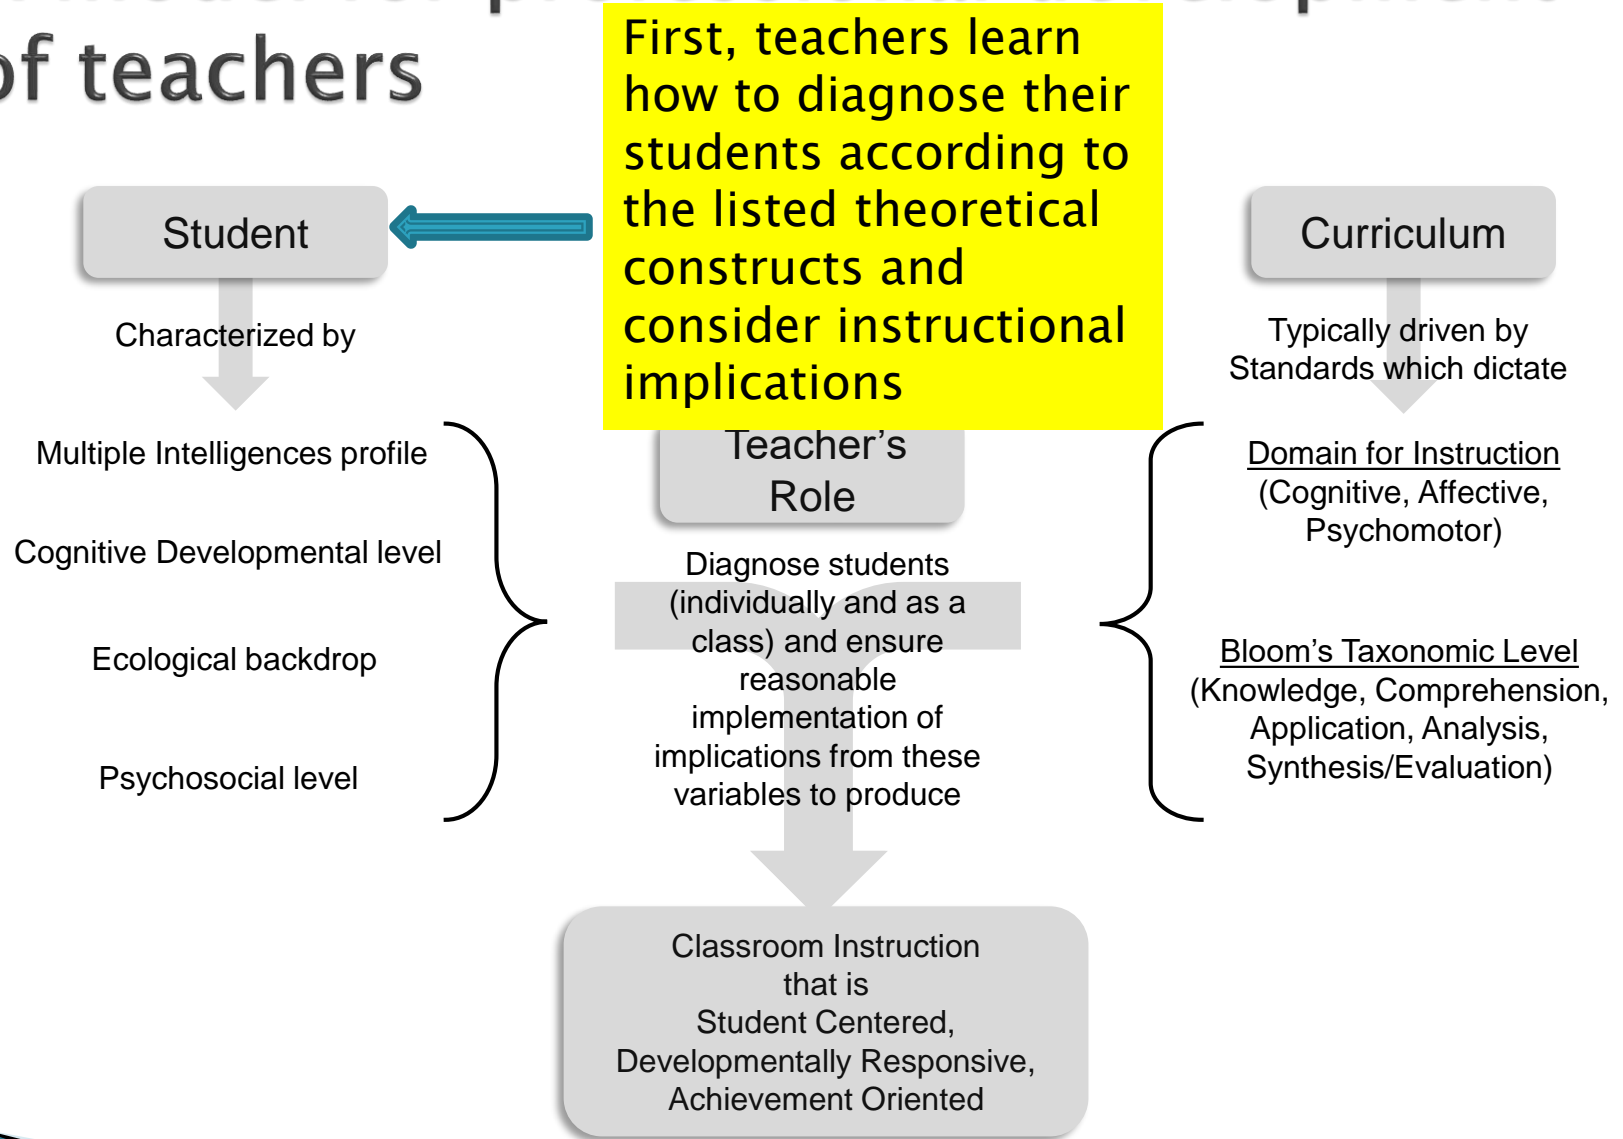 model for professional development
of teachers
First, teachers learn
how to diagnose their
students according to
the listed theoretical
constructs and
consider instructional
implications
Student
Characterized by
Multiple Intelligences profile
Cognitive Developmental level
Ecological backdrop
Psychosocial level
Teacher's
Role
Diagnose students
(individually and as a
class) and ensure
reasonable
implementation of
implications from these
variables to produce
Classroom Instruction
that is
Student Centered,
Developmentally Responsive,
Achievement Oriented
Curriculum
Typically driven by
Standards which dictate
Domain for Instruction
(Cognitive, Affective,
Psychomotor)
Bloom's Taxonomic Level
(Knowledge, Comprehension,
Application, Analysis,
Synthesis/Evaluation)